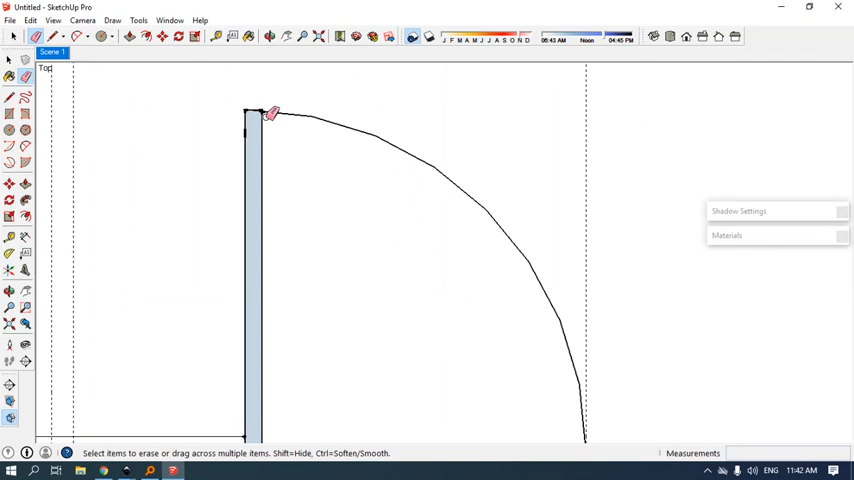 Untitled - SketchUp Pro
File Edit View Camera Draw Tools Window Help
J F M A M J J A S O N D
06:43 AM Noon 04:45 PM
Scene 1
Top
Shadow Settings
Materials
Select items to erase or drag across multiple items. Shift=Hide, Ctrl=Soften/Smooth.
Measurements
ENG 11:42 AM